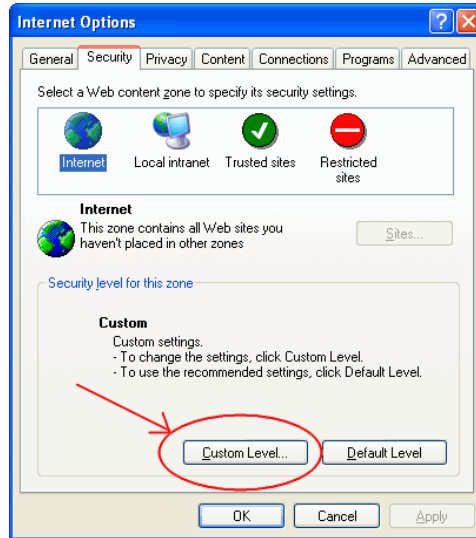 Internet Options
General Security Privacy Content Connections Programs Advanced
Select a Web content zone to specify its security settings.
Internet Local intranet Trusted sites Restricted
sites
Internet
This zone contains all Web sites you
haven't placed in other zones
Sites...
Security level for this zone
Custom
Custom settings.
- To change the settings, click Custom Level.
- To use the recommended settings, click Default Level.
Custom Level... Default Level
OK Cancel Apply